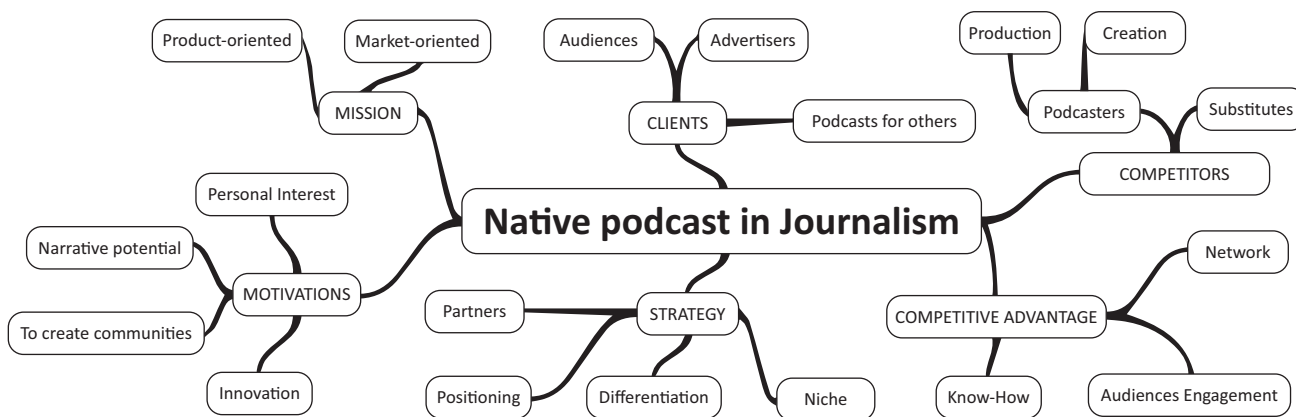 Product-oriented
Market-oriented
MISSION
Audiences
Advertisers
CLIENTS
Podcasts for others
Production
Creation
Podcasters
Substitutes
COMPETITORS
Native podcast in Journalism
Personal Interest
Narrative potential
MOTIVATIONS
To create communities
Innovation
Partners
STRATEGY
Positioning
Differentiation
Niche
Network
COMPETITIVE ADVANTAGE
Know-How
Audiences Engagement